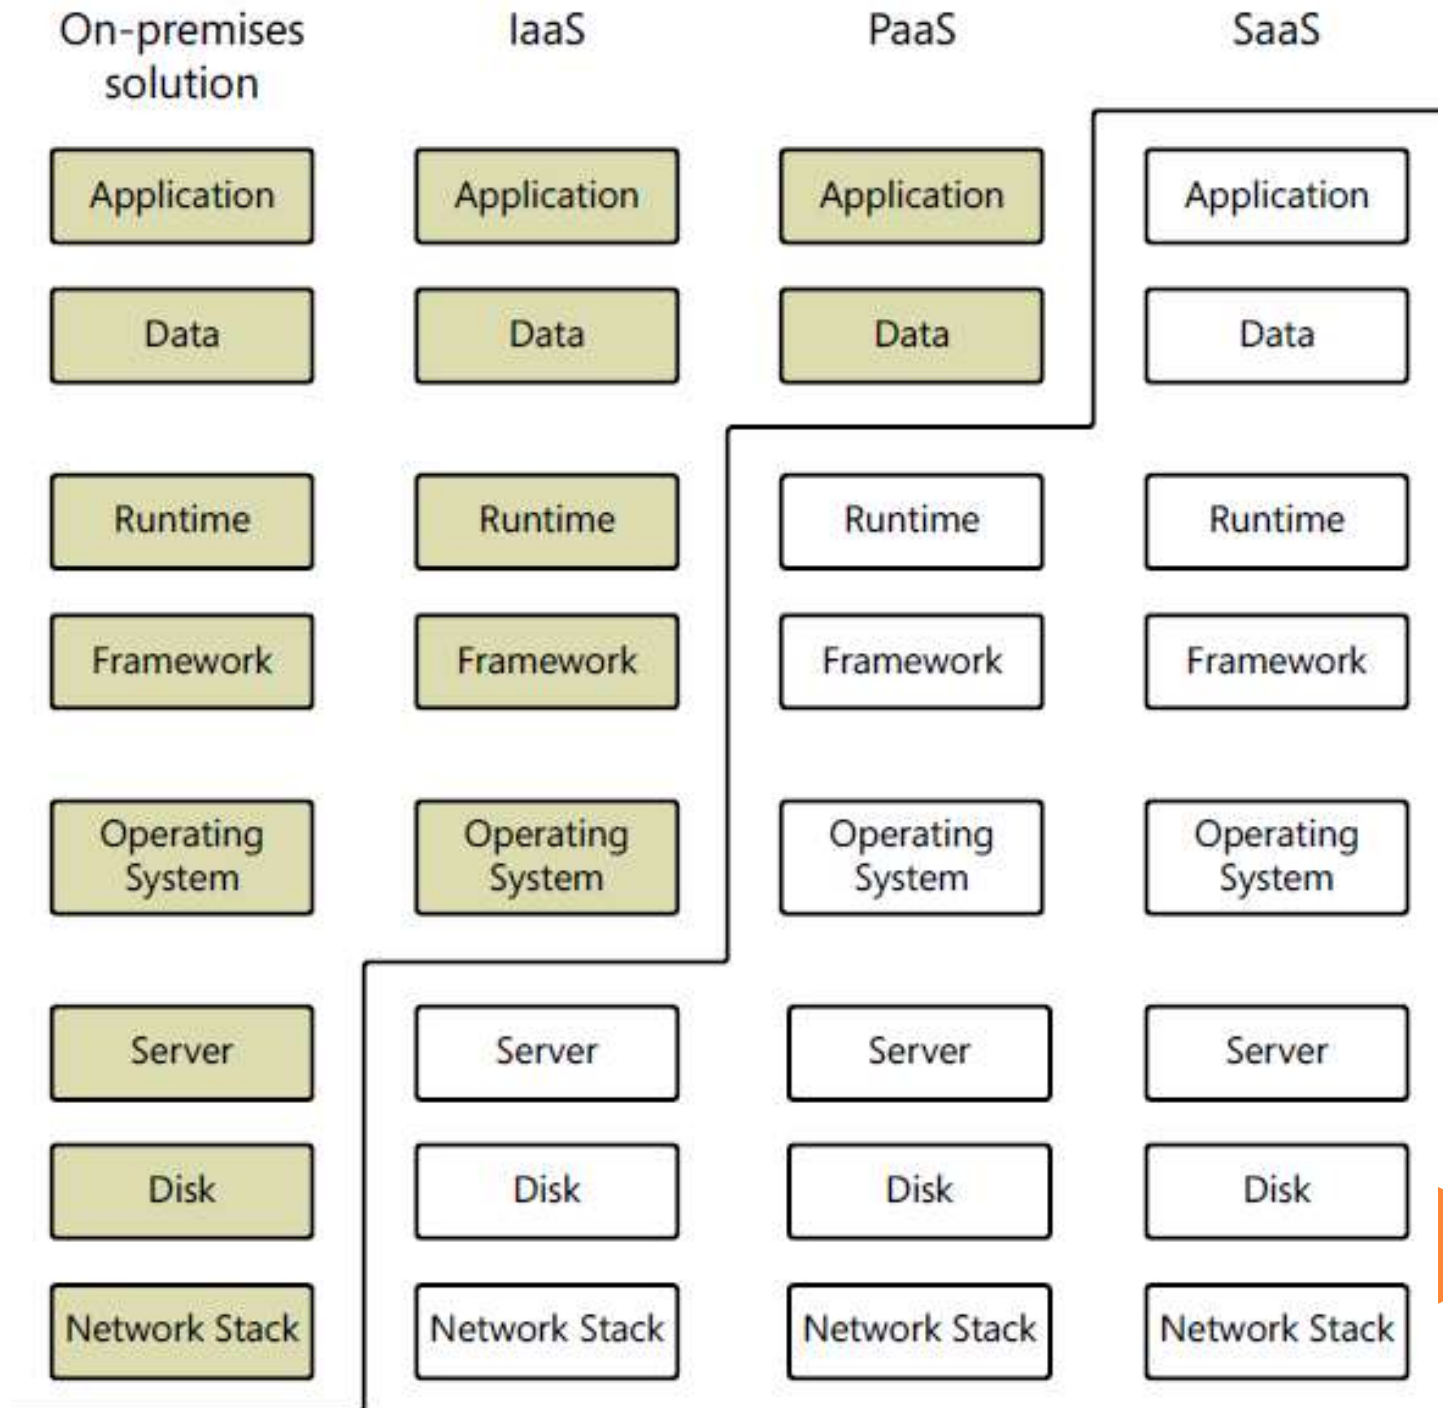 On-premises
solution
IaaS
PaaS
SaaS
Application
Application
Application
Application
Data
Data
Data
Data
Runtime
Runtime
Runtime
Runtime
Framework
Framework
Framework
Framework
Operating
System
Operating
System
Operating
System
Operating
System
Server
Server
Server
Server
Disk
Disk
Disk
Disk
Network Stack
Network Stack
Network Stack
Network Stack